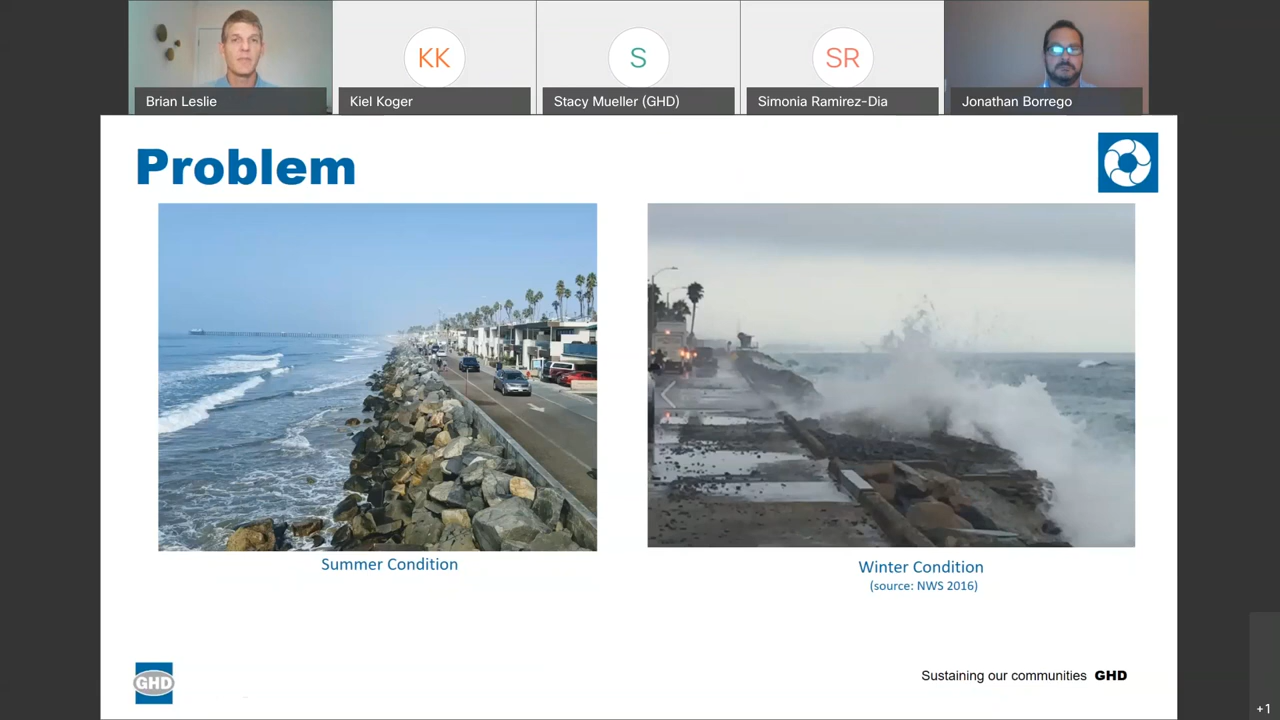 KK
S
SR
Brian Leslie
Kiel Koger
Stacy Mueller (GHD)
Simonia Ramirez-Dia
Jonathan Borrego
Problem
Summer Condition
Winter Condition
(source: NWS 2016)
GHD
Sustaining our communities GHD
+1